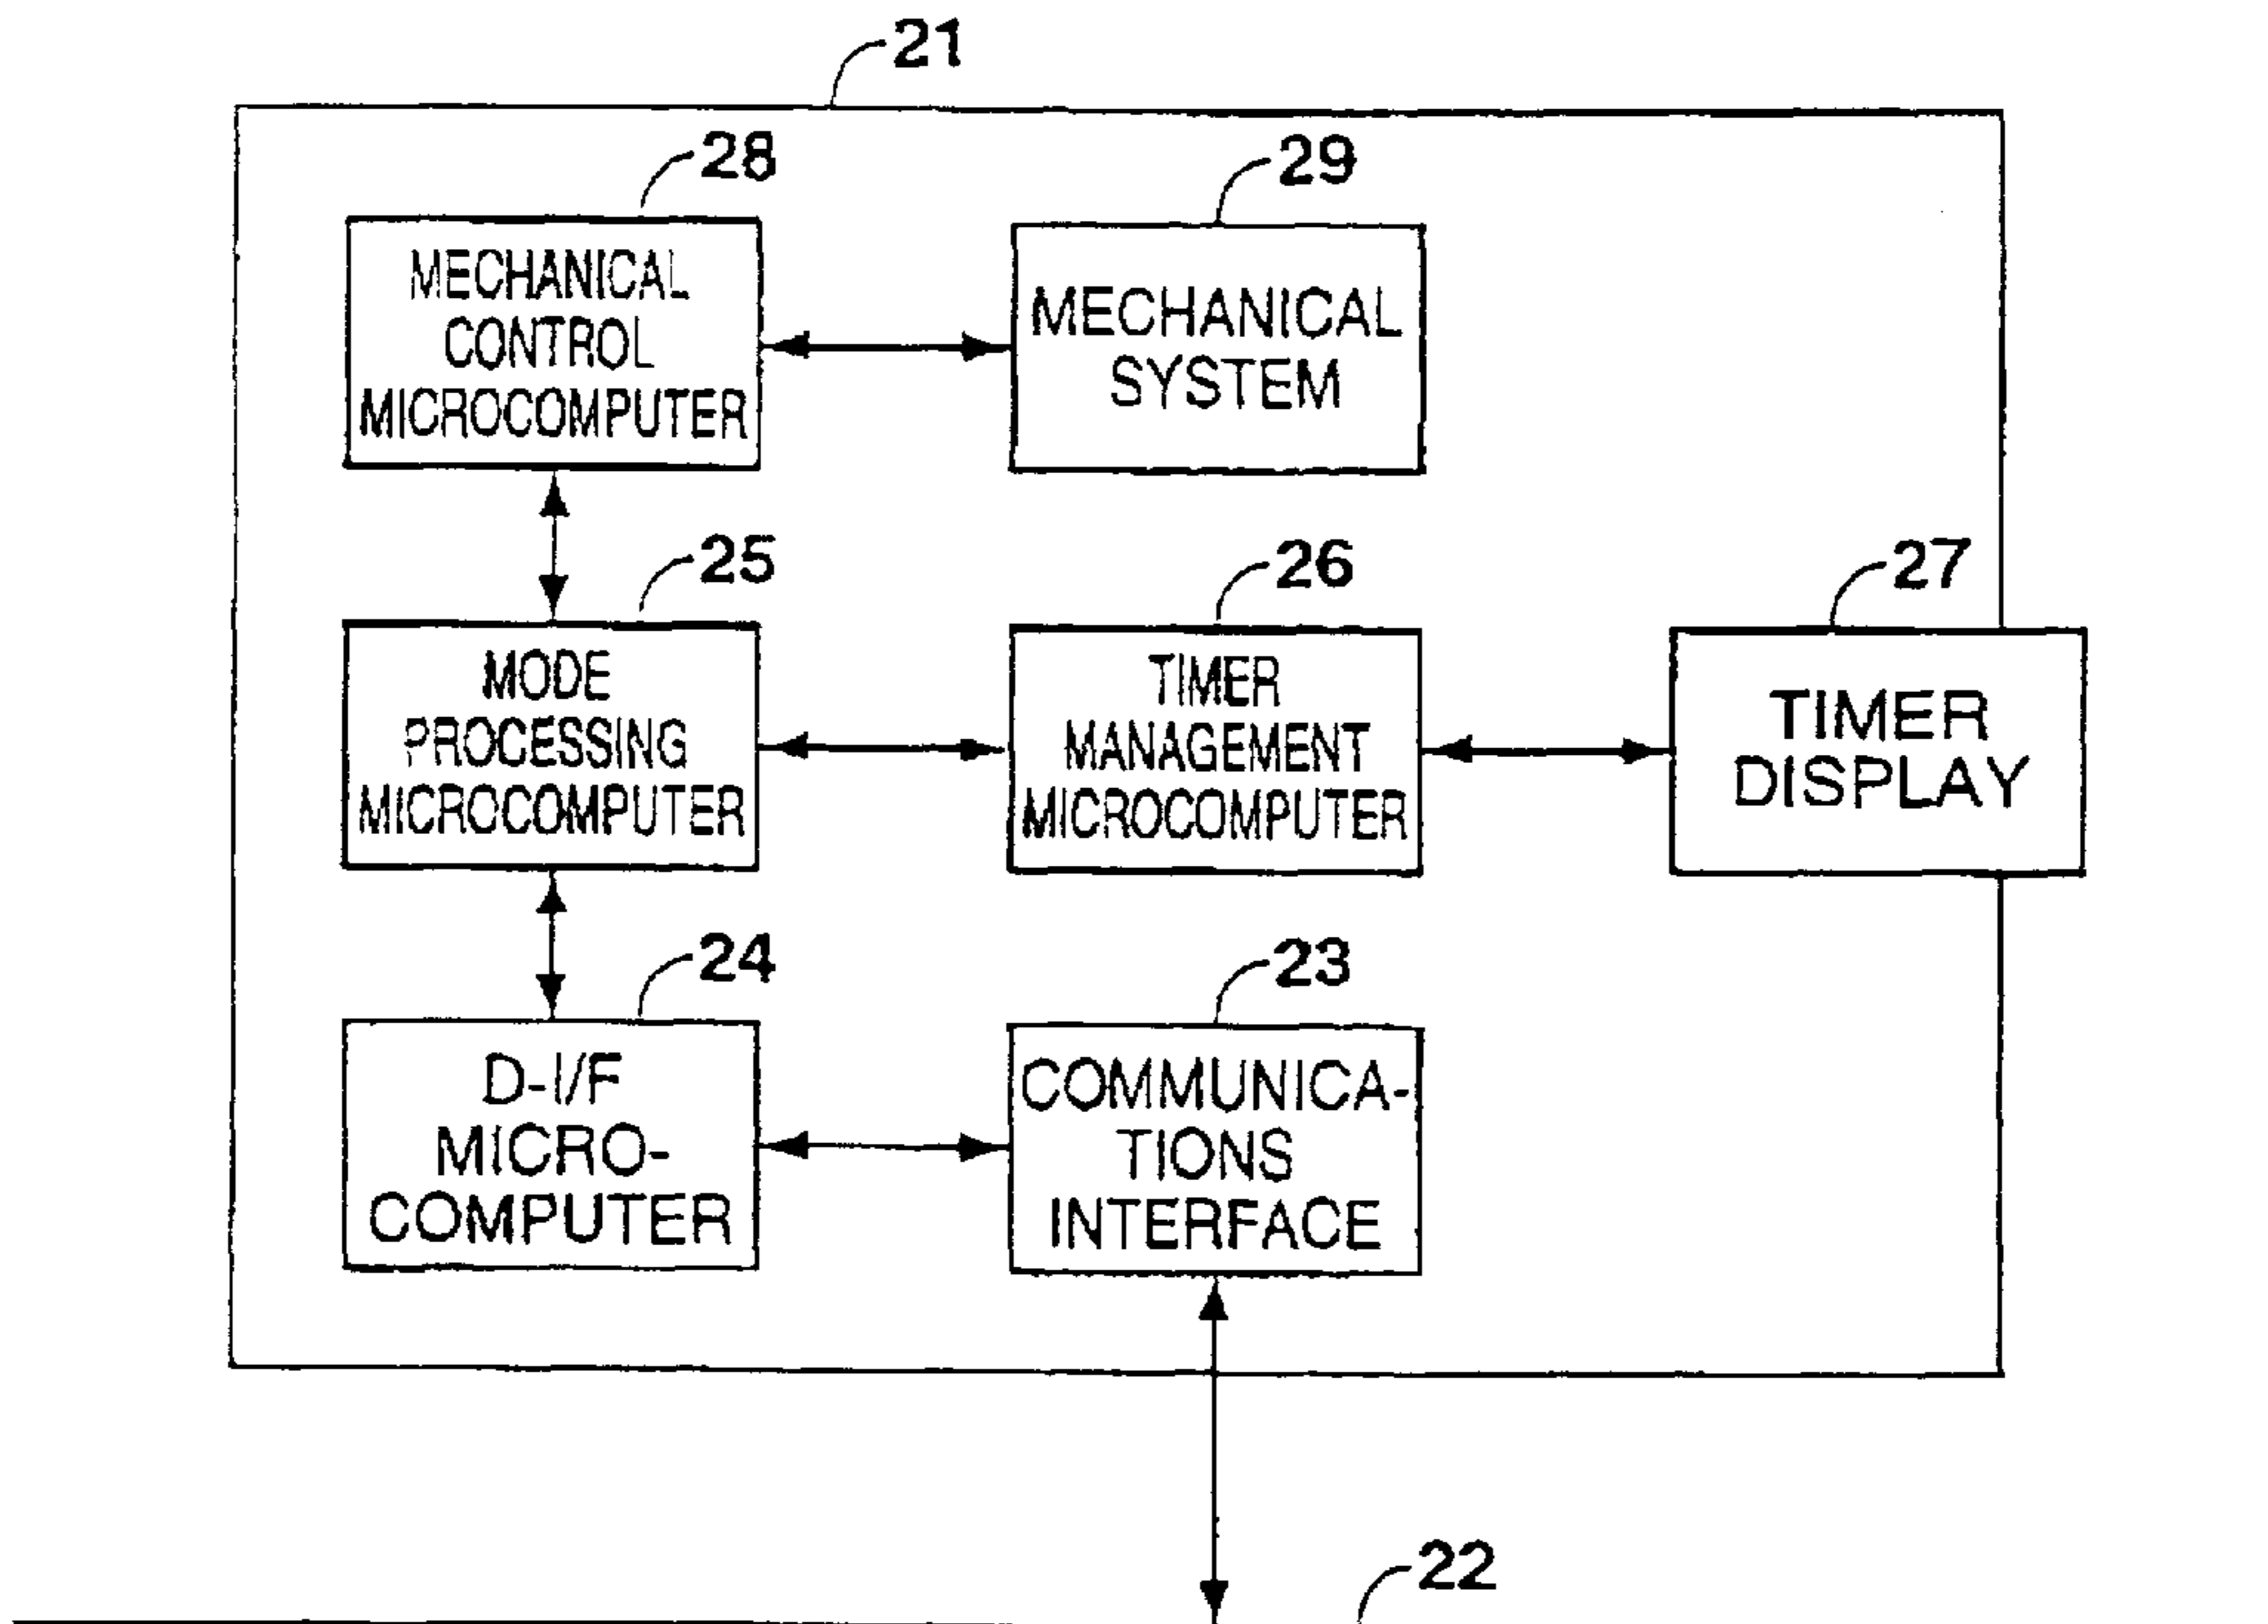 21
28
29
MECHANICAL
CONTROL
MICROCOMPUTER
MECHANICAL
SYSTEM
25
26
27
MODE
PROCESSING
MICROCOMPUTER
TIMER
MANAGEMENT
MICROCOMPUTER
TIMER
DISPLAY
24
23
D-I/F
MICRO-
COMPUTER
COMMUNICA-
TIONS
INTERFACE
22